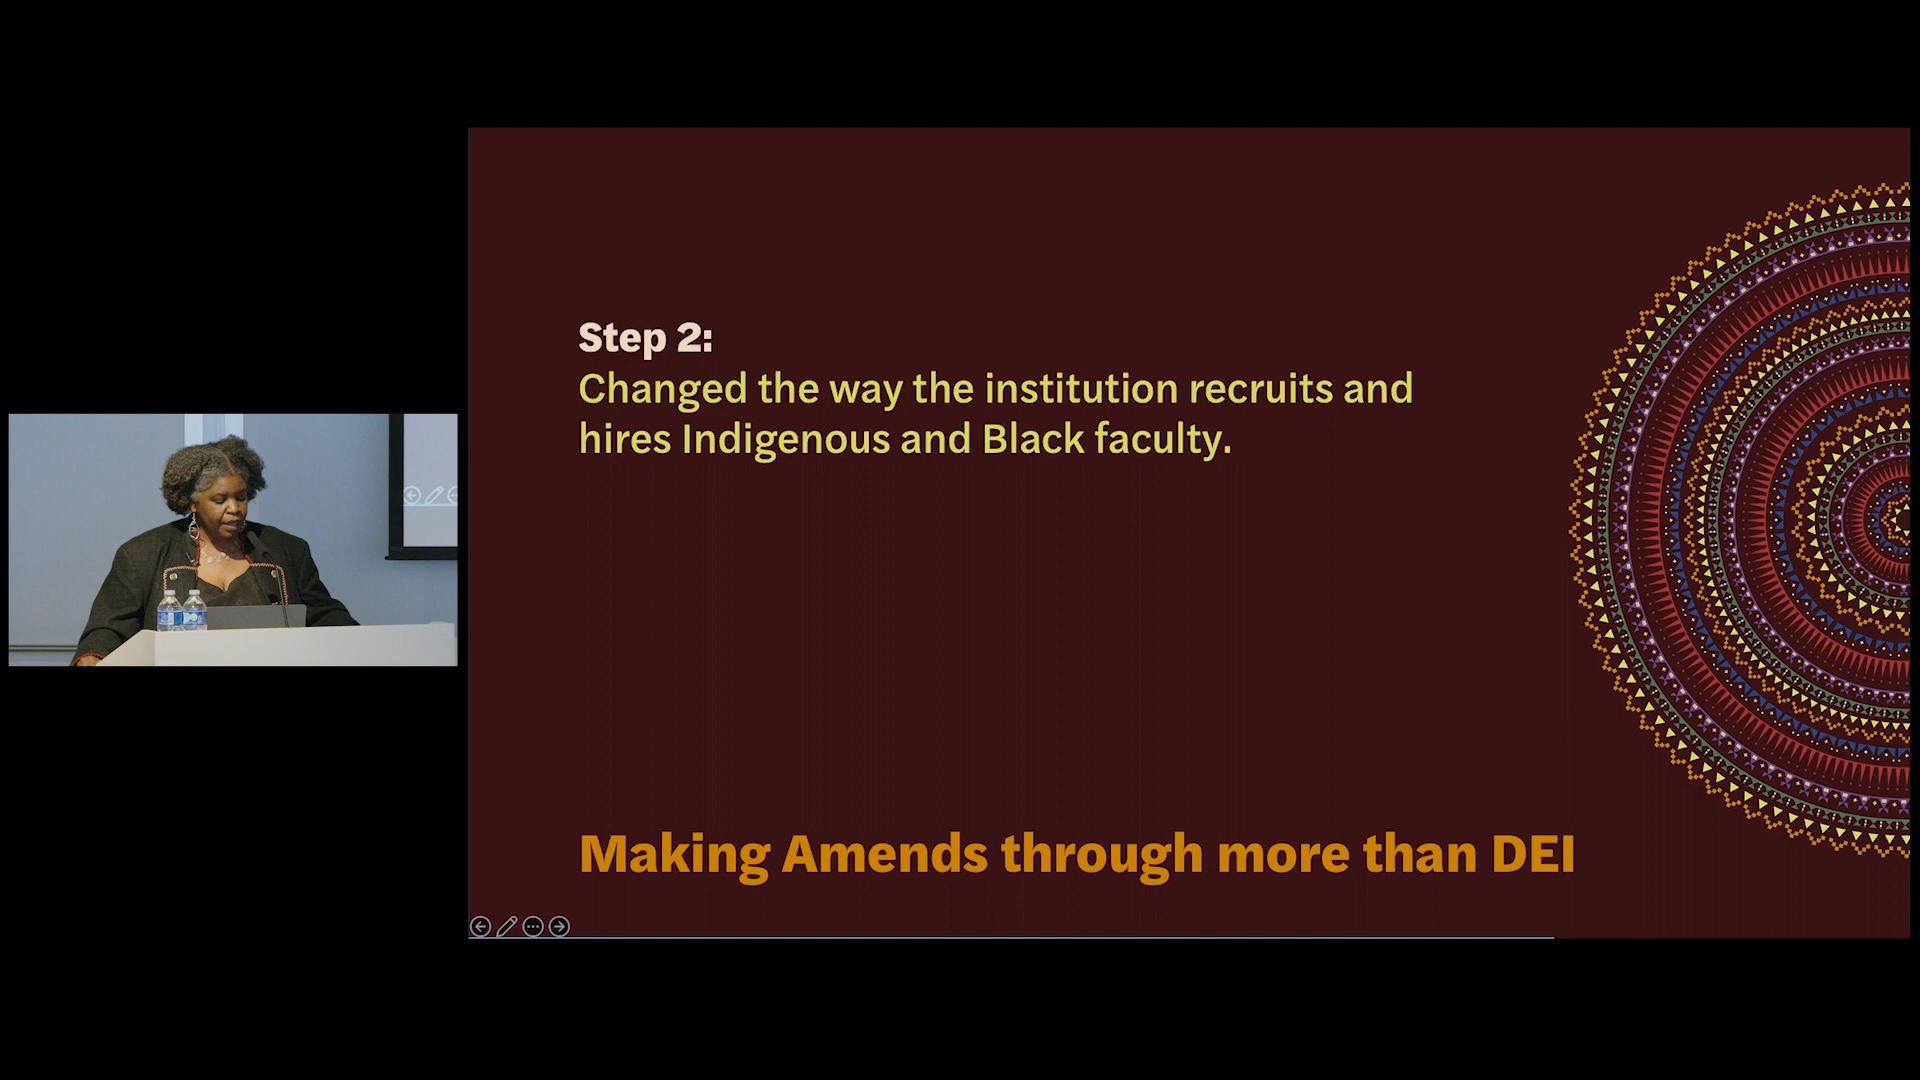 Step 2:
Changed the way the institution recruits and
hires Indigenous and Black faculty.
Making Amends through more than DEI